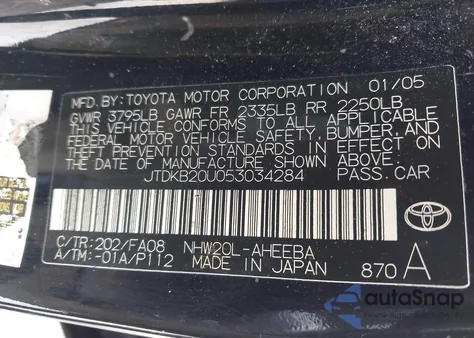 MFD. BY: TOYOTA MOTOR CORPORATION 01/05
GVWR 3795LB GAWR FR 2335LB RR 2250LB
THIS VEHICLE CONFORMS TO ALL APPLICABLE
FEDERAL MOTOR VEHICLE SAFETY, BUMPER, AND
THEFT PREVENTION STANDARDS IN EFFECT ON
THE DATE OF MANUFACTURE SHOWN ABOVE.
JTDKB20U053034284 PASS. CAR
C/TR: 202/FA08 NHW20L-AHEEBA
A/TM: -01A/P112 MADE IN JAPAN 870 A
TOYOTA
autoSnap